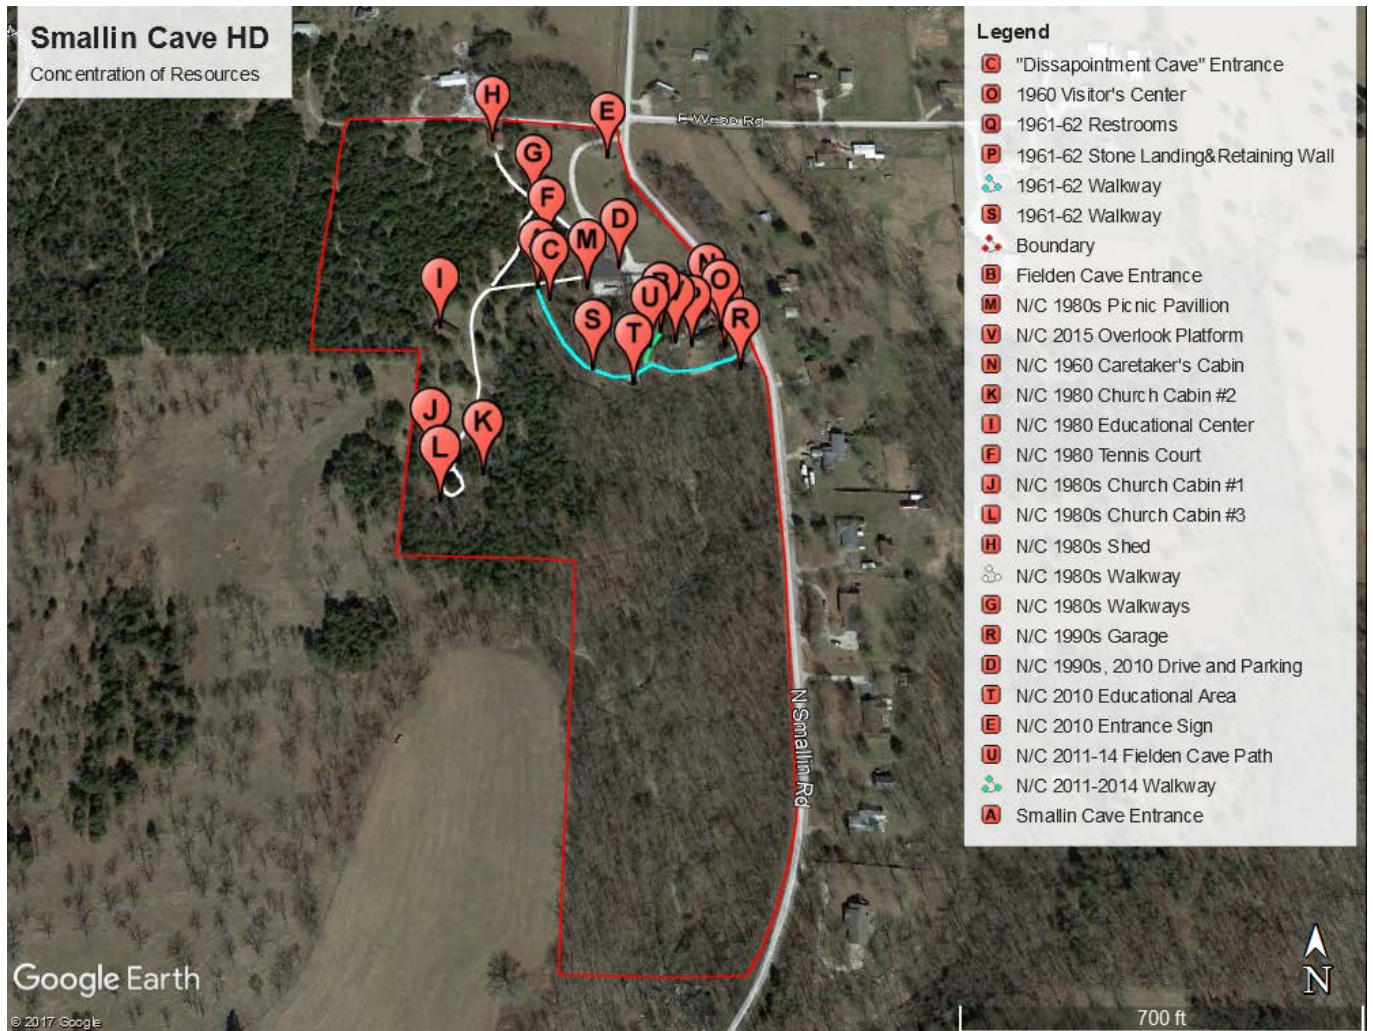 Smallin Cave HD
Concentration of Resources
Legend
C "Dissapointment Cave" Entrance
O 1960 Visitor's Center
Q 1961-62 Restrooms
P 1961-62 Stone Landing&Retaining Wall
1961-62 Walkway
S 1961-62 Walkway
Boundary
B Fielden Cave Entrance
M N/C 1980s Picnic Pavillion
V N/C 2015 Overlook Platform
N N/C 1960 Caretaker's Cabin
K N/C 1980 Church Cabin #2
I N/C 1980 Educational Center
F N/C 1980 Tennis Court
J N/C 1980s Church Cabin #1
L N/C 1980s Church Cabin #3
H N/C 1980s Shed
N/C 1980s Walkway
G N/C 1980s Walkways
R N/C 1990s Garage
D N/C 1990s, 2010 Drive and Parking
T N/C 2010 Educational Area
E N/C 2010 Entrance Sign
U N/C 2011-14 Fielden Cave Path
N/C 2011-2014 Walkway
A Smallin Cave Entrance
H
E
E Webb Rd
G
F
D
M
C
N
I
B
O
U
S
R
T
J
K
L
N Smallin Rd
Google Earth
© 2017 Google
N
700 ft